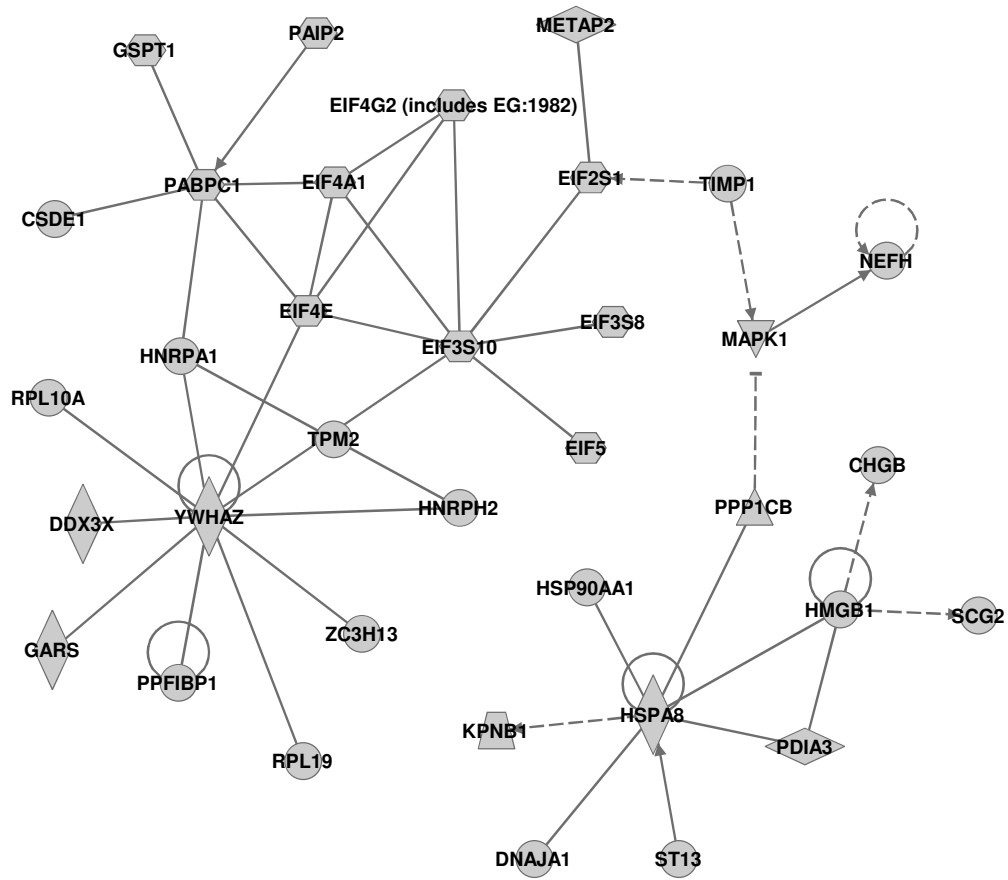 METAP2
PAIP2
GSPT1
EIF4G2 (includes EG:1982)
EIF2S1
EIF4A1
PABPC1
TIMP1
CSDE1
NEFH
EIF4E
EIF3S8
MAPK1
EIF3S10
HNRPA1
RPL10A
TPM2
EIF5
CHGB
HNRPH2
PPP1CB
YWHAZ
DDX3X
HSP90AA1
HMGB1
SCG2
ZC3H13
GARS
PPFIBP1
HSPA8
KPNB1
PDIA3
RPL19
DNAJA1
ST13